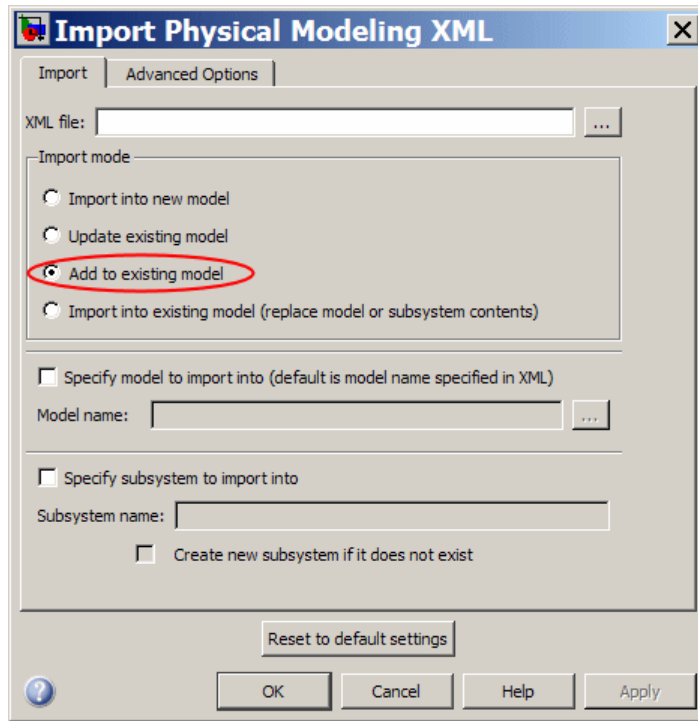 Import Physical Modeling XML
Import Advanced Options
XML file: ...
Import mode
Import into new model
Update existing model
Add to existing model
Import into existing model (replace model or subsystem contents)
Specify model to import into (default is model name specified in XML)
Model name: ...
Specify subsystem to import into
Subsystem name:
Create new subsystem if it does not exist
Reset to default settings
? OK Cancel Help Apply